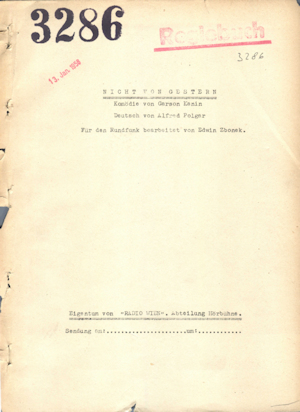 3286
Regiebuch
3286
13. Jan. 1950
NICHT VON GESTERN
Komödie von Garson Kanin
Deutsch von Alfred Polgar
Für den Rundfunk bearbeitet von Edwin Zbonek.
Eigentum von "RADIO WIEN". Abteilung Hörbühne.
Sendung am:......................um:............